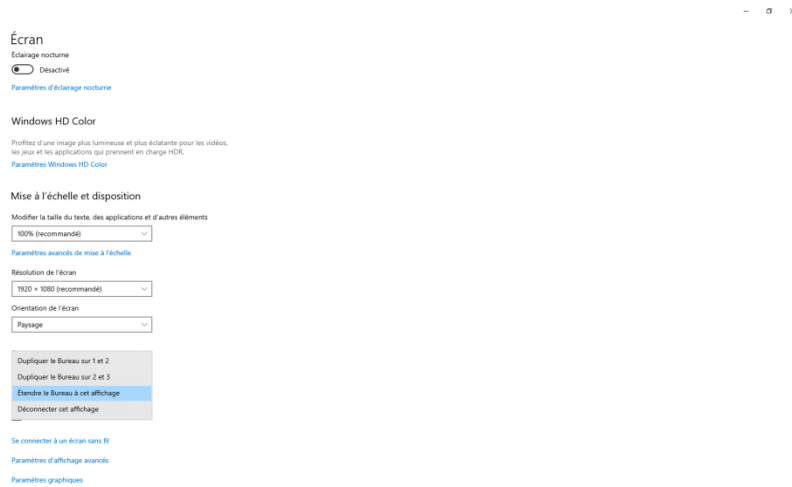 Écran
Éclairage nocturne
Désactivé
Paramètres d'éclairage nocturne
Windows HD Color
Profitez d'une image plus lumineuse et plus éclatante pour les vidéos,
les jeux et les applications qui prennent en charge HDR.
Paramètres Windows HD Color
Mise à l'échelle et disposition
Modifier la taille du texte, des applications et d'autres éléments
100% (recommandé)
Paramètres avancés de mise à l'échelle
Résolution de l'écran
1920 × 1080 (recommandé)
Orientation de l'écran
Paysage
Dupliquer le Bureau sur 1 et 2
Dupliquer le Bureau sur 2 et 3
Étendre le Bureau à cet affichage
Déconnecter cet affichage
Se connecter à un écran sans fil
Paramètres d'affichage avancés
Paramètres graphiques